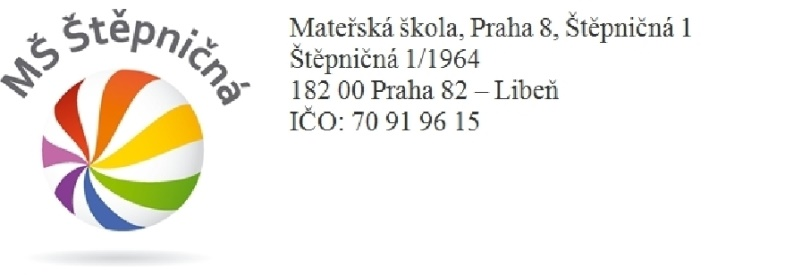 MŠ Štěpničná
Mateřská škola, Praha 8, Štěpničná 1
Štěpničná 1/1964
182 00 Praha 82 – Libeň
IČO: 70 91 96 15